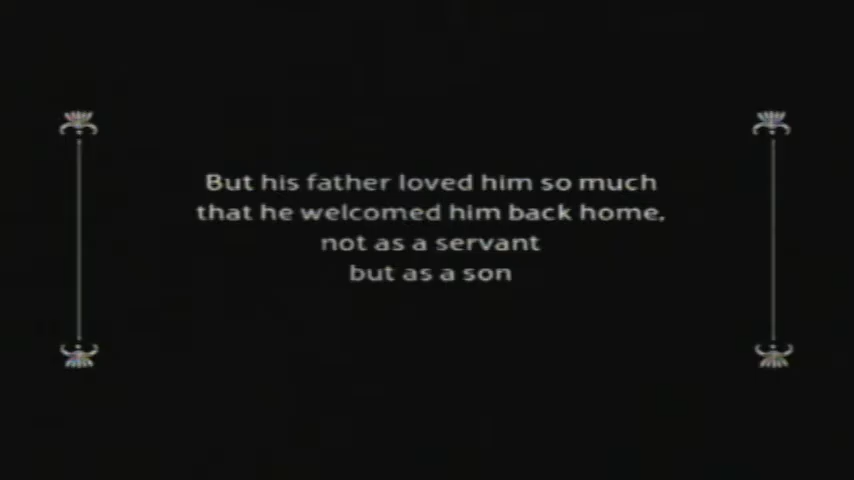 But his father loved him so much
that he welcomed him back home,
not as a servant
but as a son